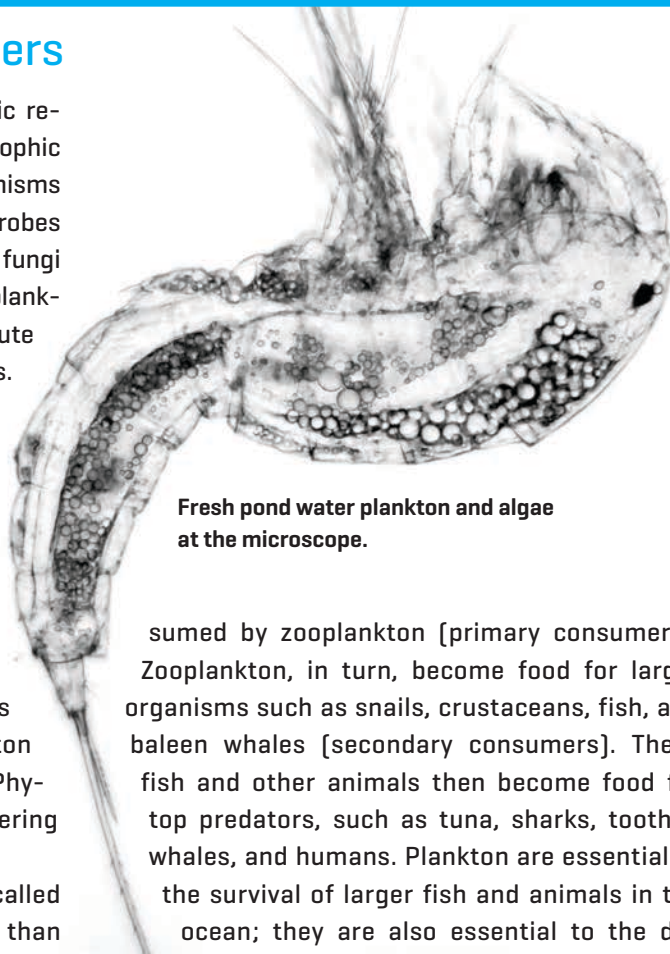 ers
ic re-
ophic
nisms
robes
fungi
plank-
ute
s.
s
ton
Phy-
ering
called
than
Fresh pond water plankton and algae
at the microscope.
sumed by zooplankton (primary consumer
Zooplankton, in turn, become food for larg
organisms such as snails, crustaceans, fish, a
baleen whales (secondary consumers). The
fish and other animals then become food f
top predators, such as tuna, sharks, tooth
whales, and humans. Plankton are essential
the survival of larger fish and animals in t
ocean; they are also essential to the d